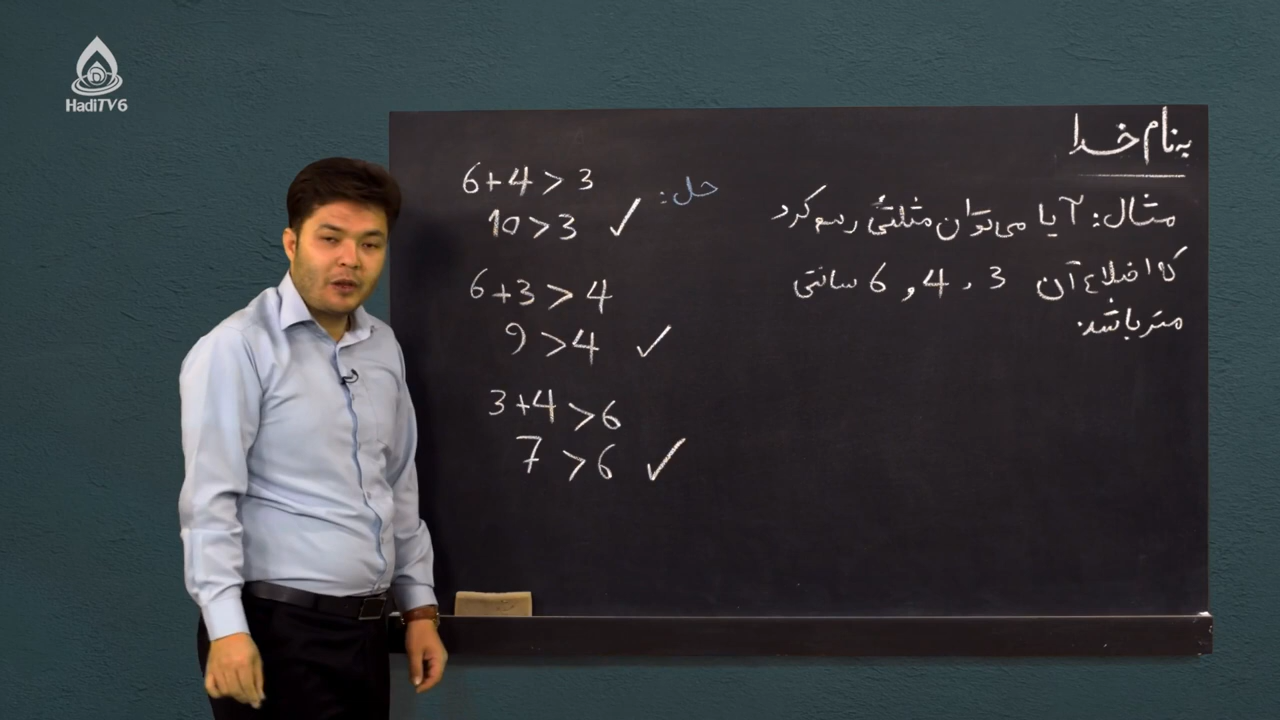 HadiTV6
به نام خدا
مثال: آیا می‌توان مثلثی رسم کرد
که اضلاع آن 3 ، 4 و 6 سانتی
متر باشد.
حل:
6+4>3
10>3 ✓
6+3>4
9>4 ✓
3+4>6
7>6 ✓